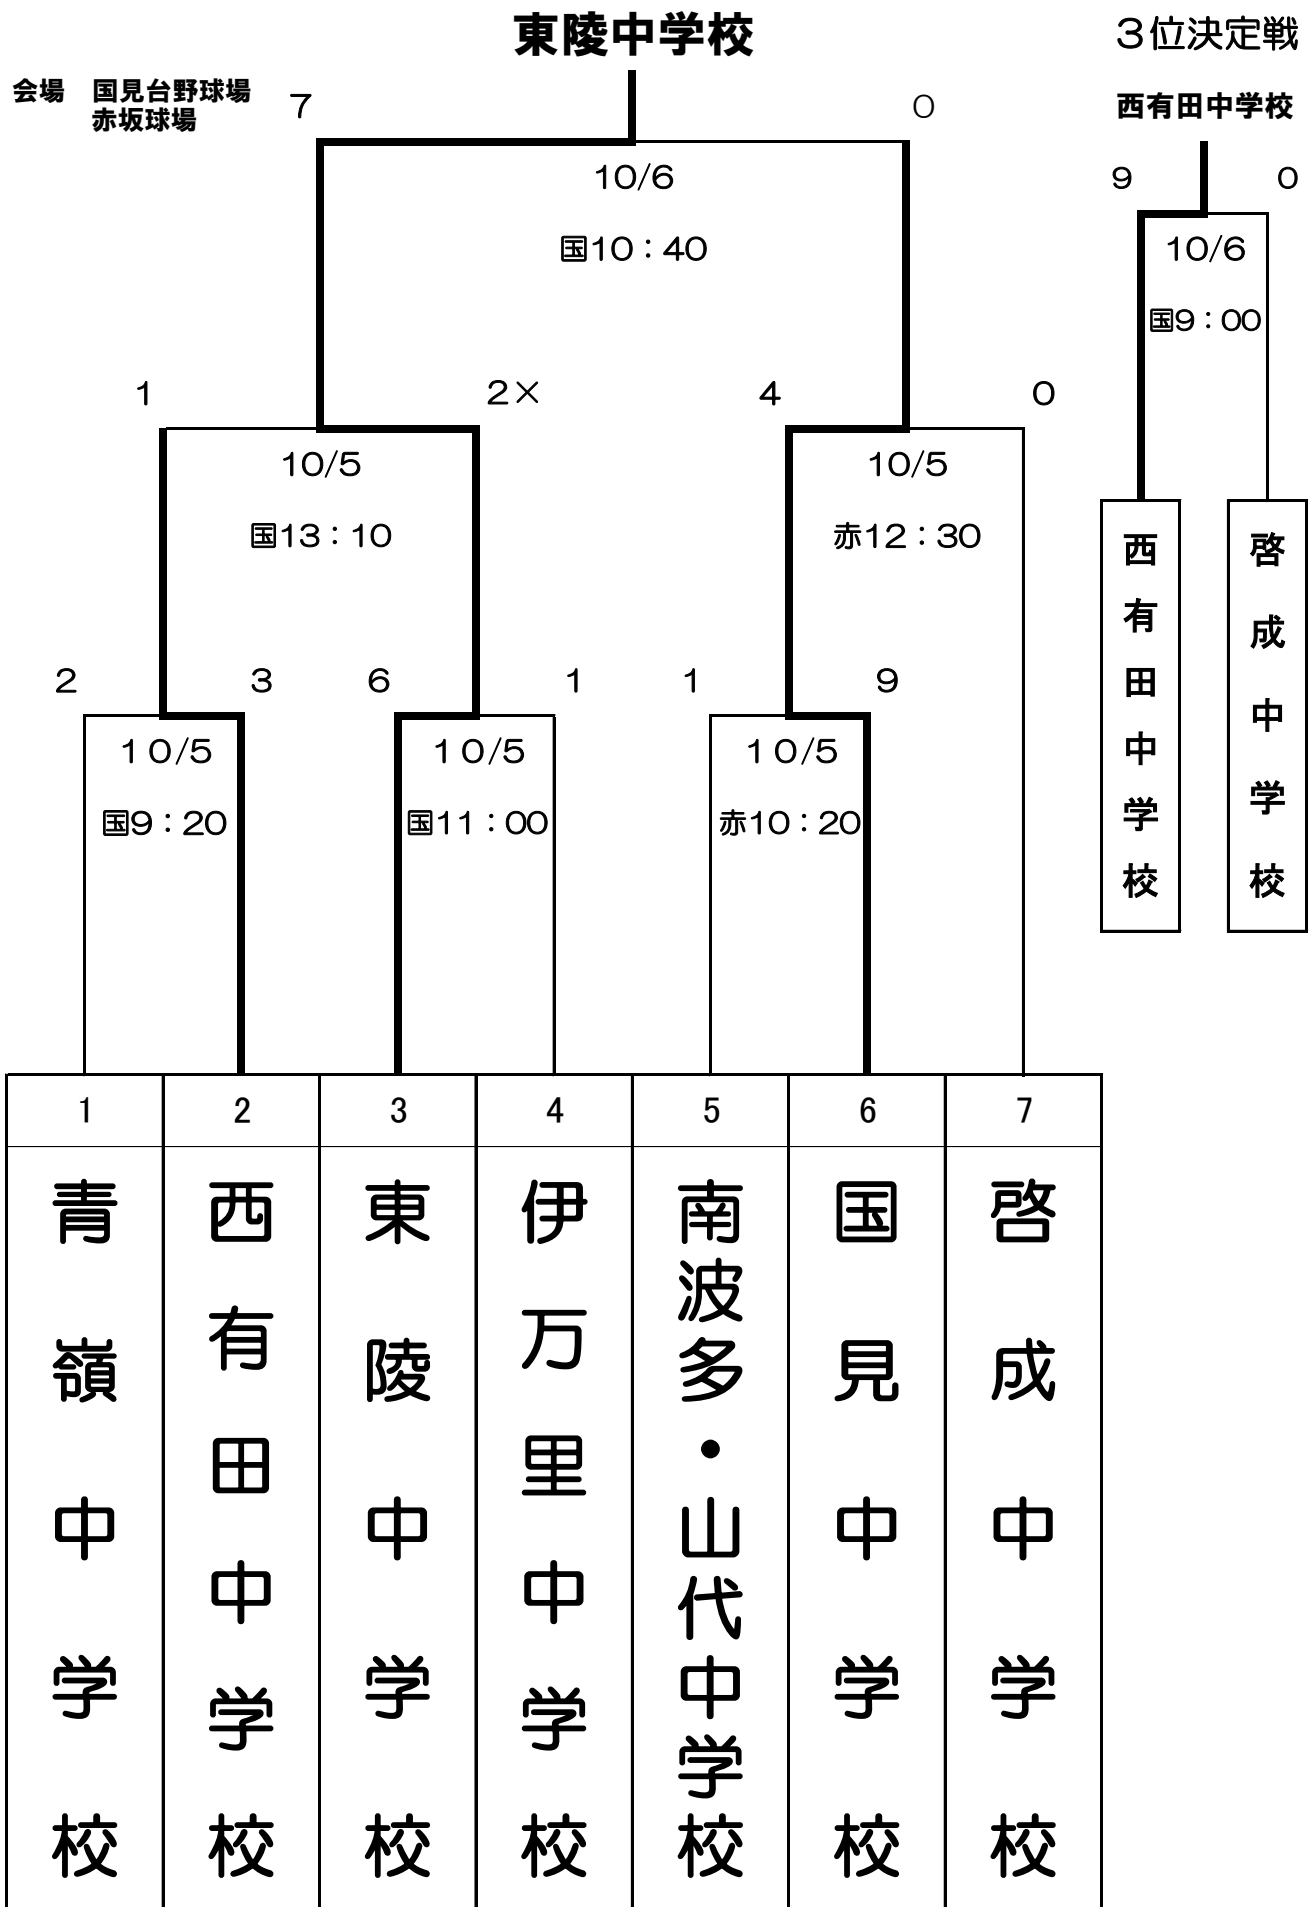 東陵中学校
3位決定戦
会場 国見台野球場
赤坂球場
西有田中学校
7
0
10/6
国10：40
9
0
10/6
国9：00
1
2×
4
0
10/5
国13：10
10/5
赤12：30
西有田中学校
啓成中学校
2
3
6
1
1
9
10/5
国9：20
10/5
国11：00
10/5
赤10：20
1
2
3
4
5
6
7
青嶺中学校
西有田中学校
東陵中学校
伊万里中学校
南波多・山代中学校
国見中学校
啓成中学校